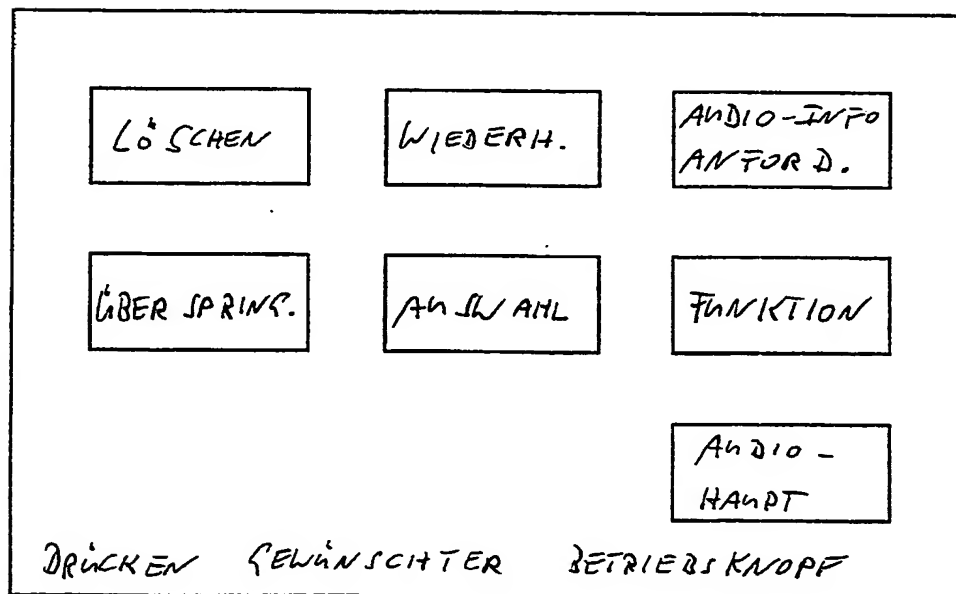 LÖSCHEN
WIEDERH.
AUDIO-INFO
ANFORD.
ÜBERSPRING.
AUSWAHL
FUNKTION
AUDIO-
HAUPT
DRÜCKEN GEWÜNSCHTER BETRIEBSKNOPF